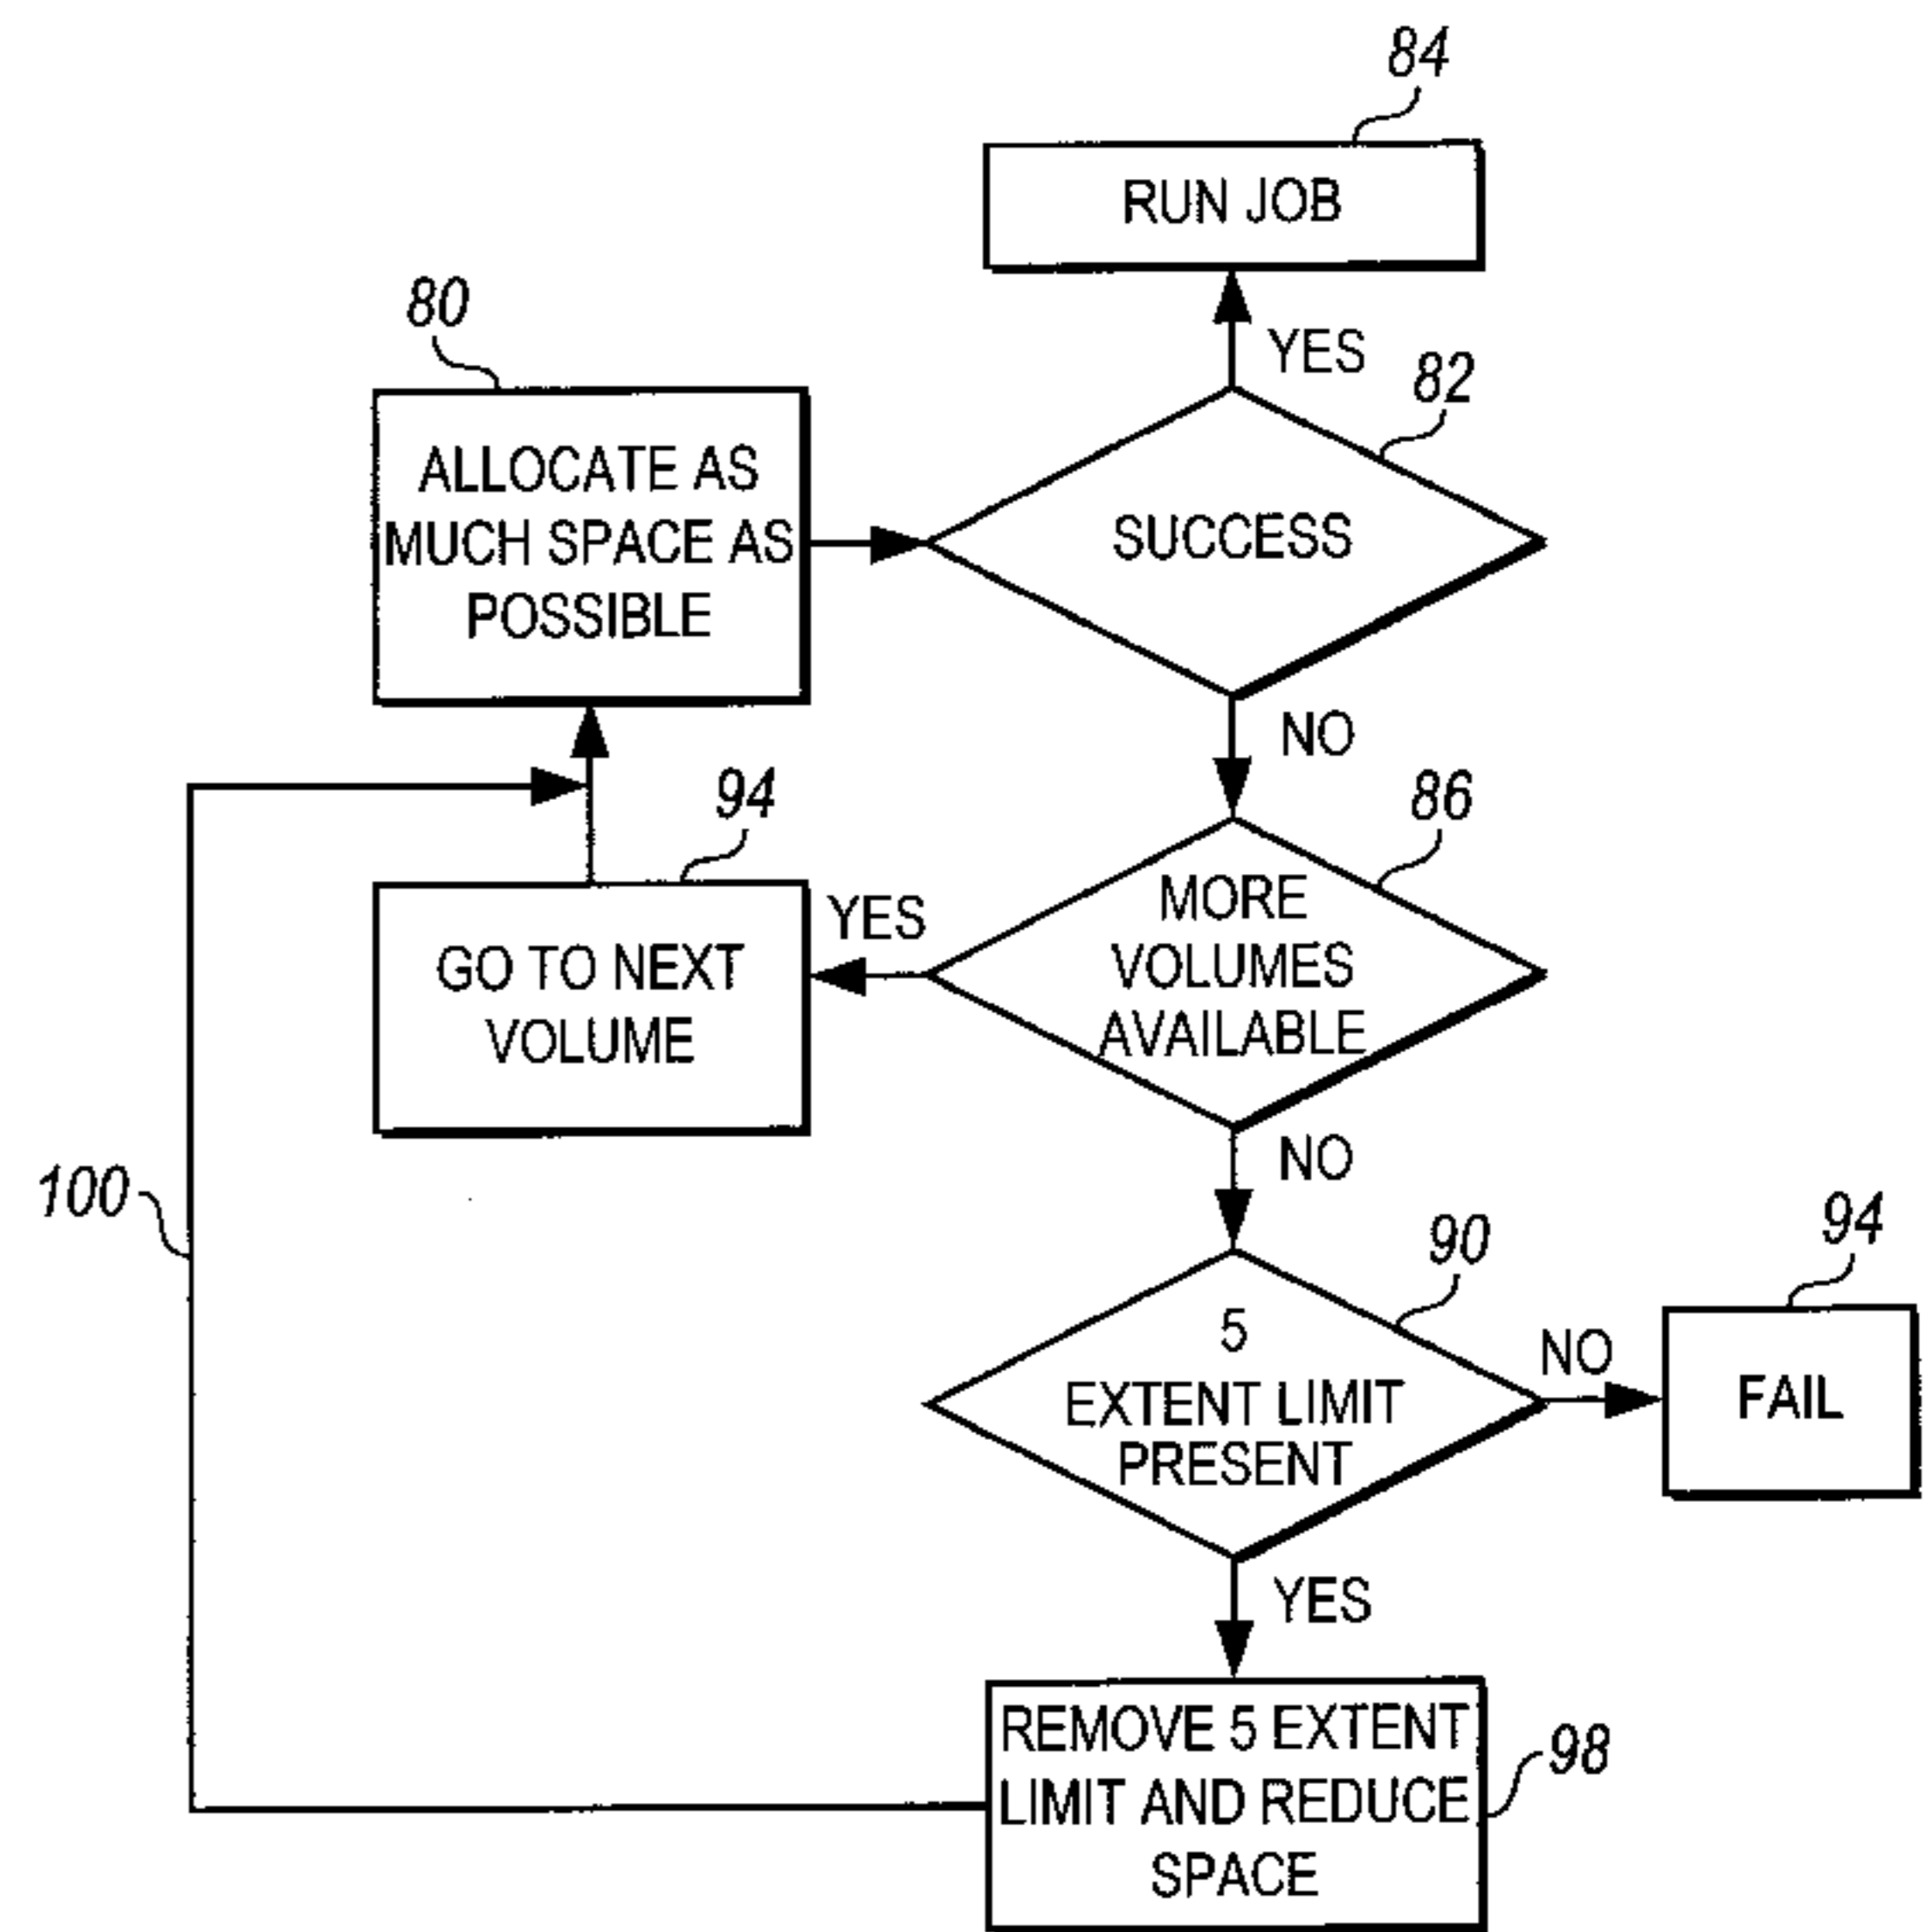 84
RUN JOB
80
YES
82
ALLOCATE AS
MUCH SPACE AS
POSSIBLE
SUCCESS
NO
94
86
YES
MORE
VOLUMES
AVAILABLE
GO TO NEXT
VOLUME
NO
100
90
94
5
EXTENT LIMIT
PRESENT
NO
FAIL
YES
REMOVE 5 EXTENT
LIMIT AND REDUCE
SPACE
98